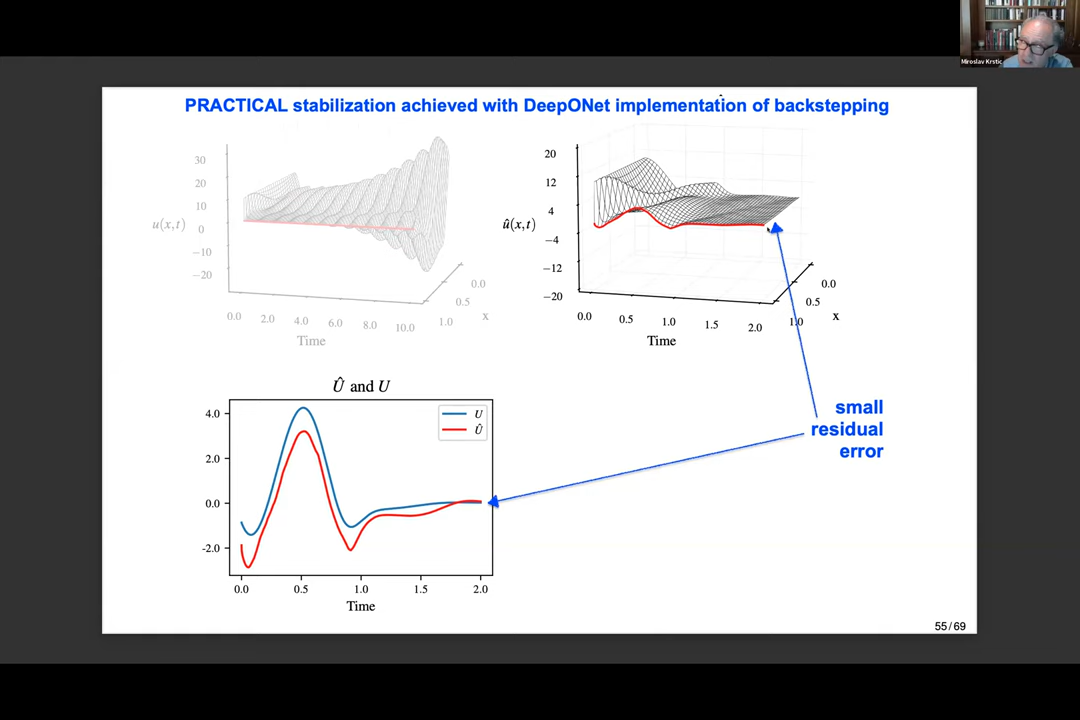 Miroslav Krstic
PRACTICAL stabilization achieved with DeepONet implementation of backstepping
30
20
10
0
−10
−20
u(x,t)
0.0
2.0
4.0
6.0
8.0
10.0
Time
0.0
0.5
1.0
x
20
12
4
−4
−12
−20
û(x,t)
0.0
0.5
1.0
1.5
2.0
Time
0.0
0.5
1.0
x
Û and U
4.0
2.0
0.0
-2.0
U
Û
0.0
0.5
1.0
1.5
2.0
Time
small
residual
error
55/69